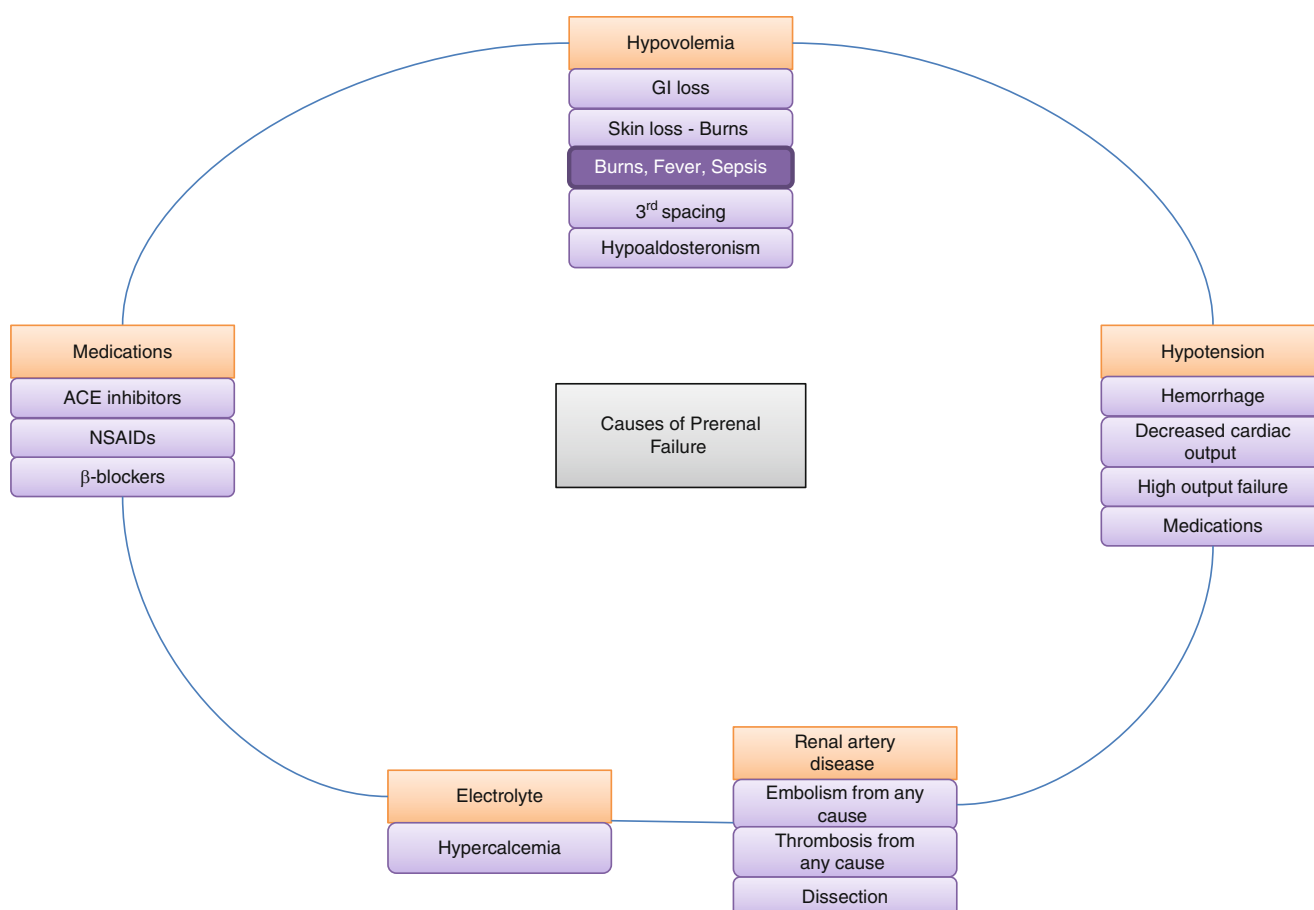 Hypovolemia
GI loss
Skin loss - Burns
Burns, Fever, Sepsis
3rd spacing
Hypoaldosteronism
Medications
ACE inhibitors
NSAIDs
β-blockers
Causes of Prerenal
Failure
Hypotension
Hemorrhage
Decreased cardiac
output
High output failure
Medications
Electrolyte
Hypercalcemia
Renal artery
disease
Embolism from any
cause
Thrombosis from
any cause
Dissection